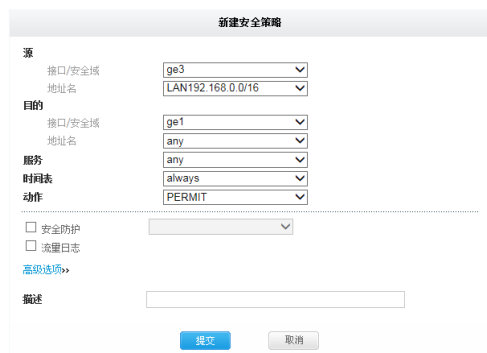 新建安全策略
源
接口/安全域 ge3
地址名 LAN192.168.0.0/16
目的
接口/安全域 ge1
地址名 any
服务 any
时间表 always
动作 PERMIT
安全防护
流量日志
高级选项>>
描述
提交 取消